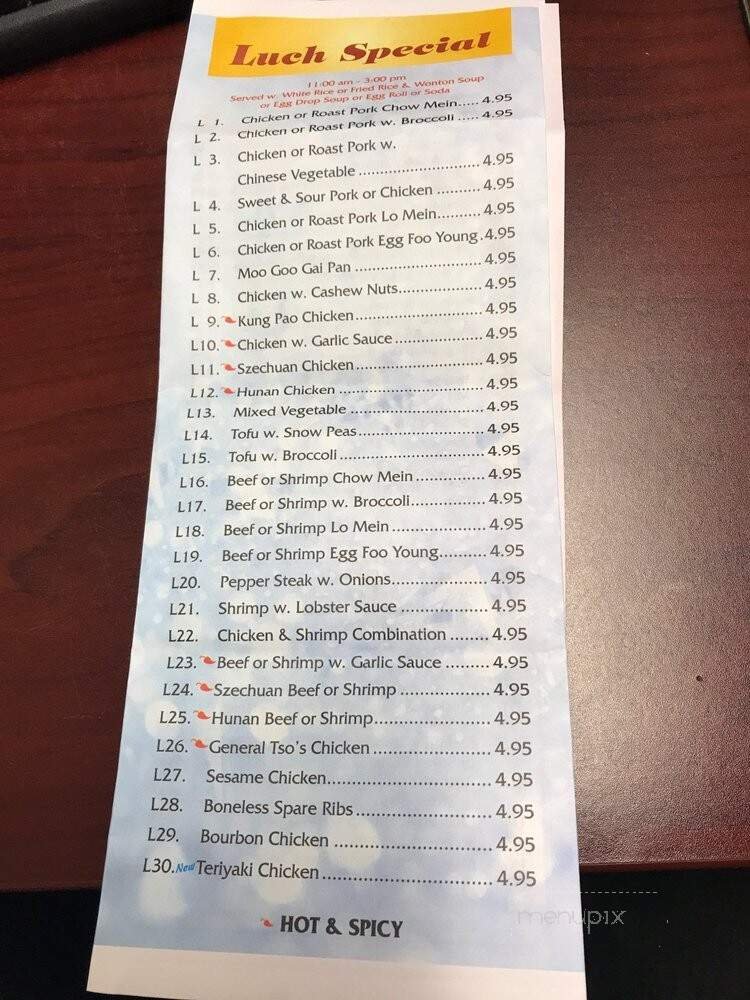 Luch Special
11:00 am - 3:00 pm
Served w. White Rice or Fried Rice & Wonton Soup
or Egg Drop Soup or Egg Roll or Soda
L 1. Chicken or Roast Pork Chow Mein..... 4.95
L 2. Chicken or Roast Pork w. Broccoli ..... 4.95
L 3. Chicken or Roast Pork w.
Chinese Vegetable ............................ 4.95
L 4. Sweet & Sour Pork or Chicken .......... 4.95
L 5. Chicken or Roast Pork Lo Mein.......... 4.95
L 6. Chicken or Roast Pork Egg Foo Young.4.95
L 7. Moo Goo Gai Pan ............................. 4.95
L 8. Chicken w. Cashew Nuts................... 4.95
L 9. Kung Pao Chicken............................. 4.95
L10. Chicken w. Garlic Sauce.................... 4.95
L11. Szechuan Chicken............................. 4.95
L12. Hunan Chicken ................................ 4.95
L13. Mixed Vegetable .............................. 4.95
L14. Tofu w. Snow Peas............................ 4.95
L15. Tofu w. Broccoli................................ 4.95
L16. Beef or Shrimp Chow Mein ............... 4.95
L17. Beef or Shrimp w. Broccoli................ 4.95
L18. Beef or Shrimp Lo Mein .................... 4.95
L19. Beef or Shrimp Egg Foo Young.......... 4.95
L20. Pepper Steak w. Onions.................... 4.95
L21. Shrimp w. Lobster Sauce .................. 4.95
L22. Chicken & Shrimp Combination ........ 4.95
L23. Beef or Shrimp w. Garlic Sauce ......... 4.95
L24. Szechuan Beef or Shrimp .................. 4.95
L25. Hunan Beef or Shrimp....................... 4.95
L26. General Tso's Chicken ....................... 4.95
L27. Sesame Chicken................................ 4.95
L28. Boneless Spare Ribs.......................... 4.95
L29. Bourbon Chicken .............................. 4.95
L30. New Teriyaki Chicken................................. 4.95
HOT & SPICY
menupix